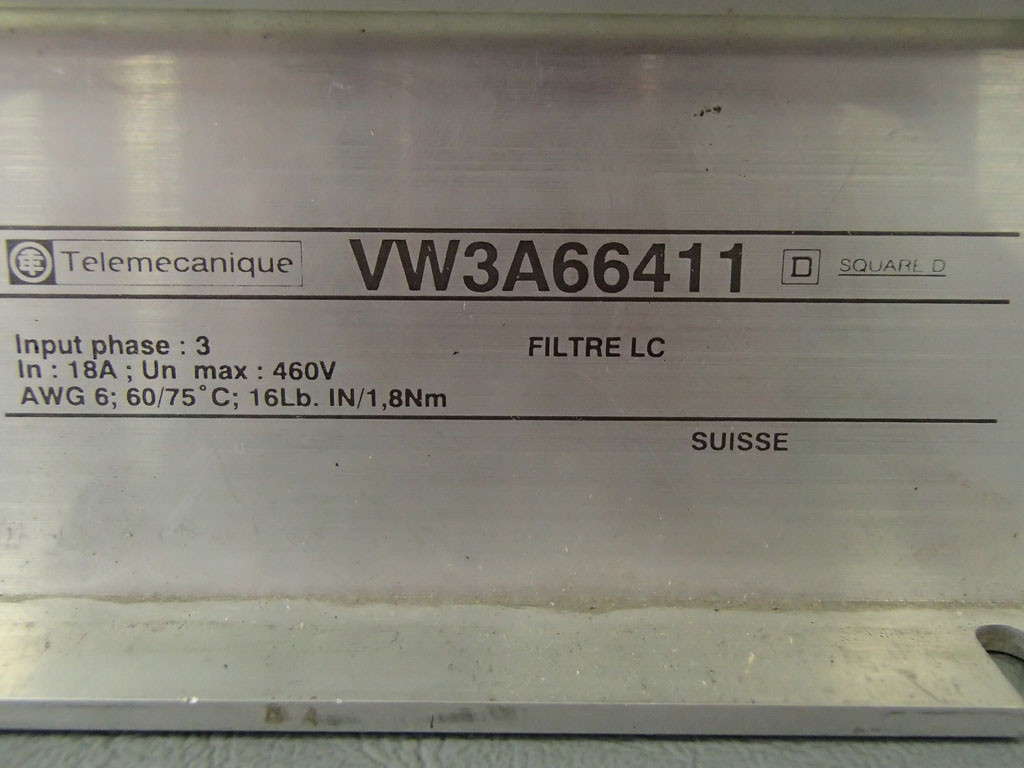 Telemecanique VW3A66411 SQUARE D
Input phase : 3 FILTRE LC
In : 18A ; Un max : 460V
AWG 6; 60/75°C; 16Lb. IN/1,8Nm
SUISSE